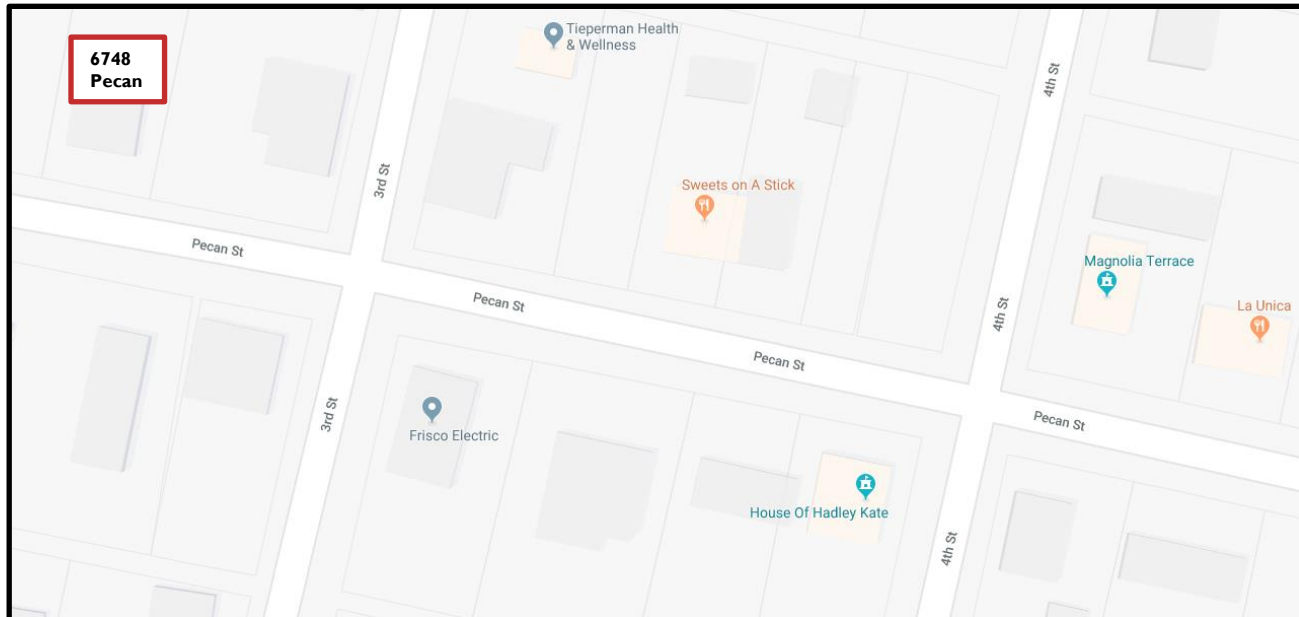 6748
Pecan
Tieperman Health
& Wellness
4th St
3rd St
Sweets on A Stick
Pecan St
Magnolia Terrace
Pecan St
4th St
La Unica
Pecan St
3rd St
Frisco Electric
Pecan St
House Of Hadley Kate
4th St